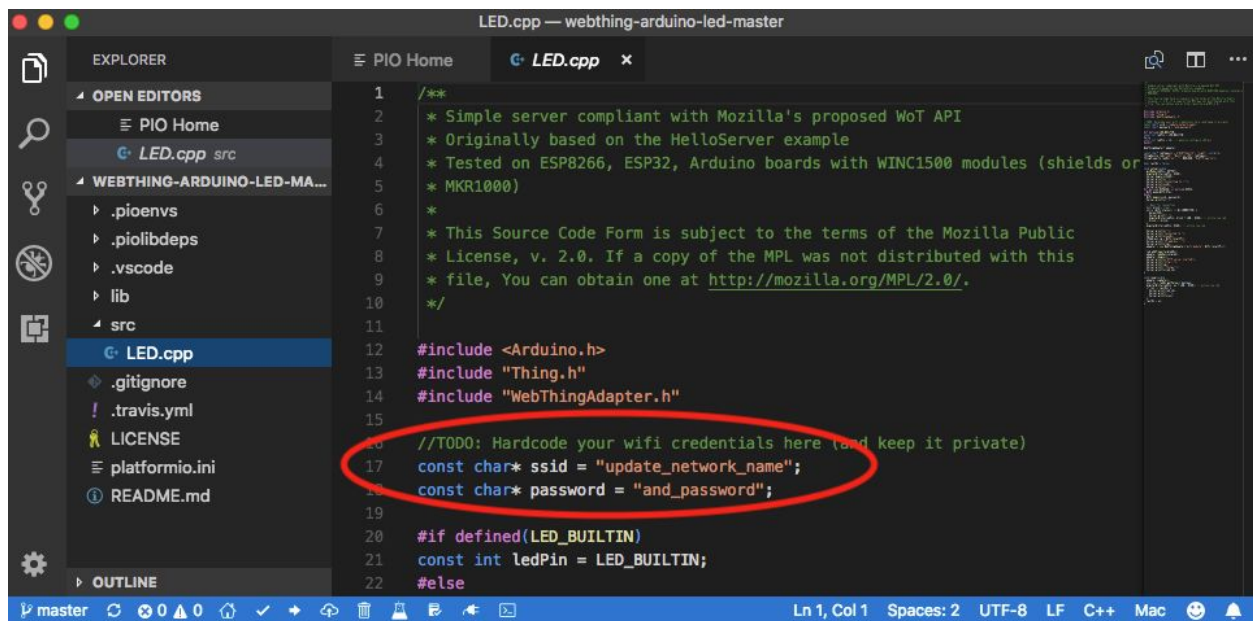 LED.cpp — webthing-arduino-led-master
EXPLORER
OPEN EDITORS
PIO Home
LED.cpp src
WEBTHING-ARDUINO-LED-MA...
.pioenvs
.piolibdeps
.vscode
lib
src
LED.cpp
.gitignore
.travis.yml
LICENSE
platformio.ini
README.md
OUTLINE
PIO Home
LED.cpp ×
1 /**
2 * Simple server compliant with Mozilla's proposed WoT API
3 * Originally based on the HelloServer example
4 * Tested on ESP8266, ESP32, Arduino boards with WINC1500 modules (shields or
5 * MKR1000)
6 *
7 * This Source Code Form is subject to the terms of the Mozilla Public
8 * License, v. 2.0. If a copy of the MPL was not distributed with this
9 * file, You can obtain one at http://mozilla.org/MPL/2.0/.
10 */
11
12 #include <Arduino.h>
13 #include "Thing.h"
14 #include "WebThingAdapter.h"
15
16 //TODO: Hardcode your wifi credentials here (and keep it private)
17 const char* ssid = "update_network_name";
18 const char* password = "and_password";
19
20 #if defined(LED_BUILTIN)
21 const int ledPin = LED_BUILTIN;
22 #else
master 0 0 Ln 1, Col 1 Spaces: 2 UTF-8 LF C++ Mac